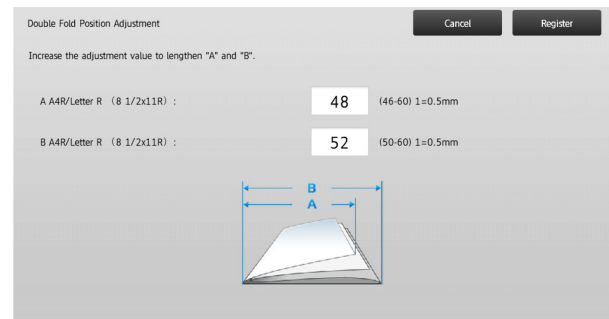 Double Fold Position Adjustment
Cancel
Register
Increase the adjustment value to lengthen "A" and "B".
A A4R/Letter R （8 1/2x11R）:
48
(46-60) 1=0.5mm
B A4R/Letter R （8 1/2x11R）:
52
(50-60) 1=0.5mm
B
A